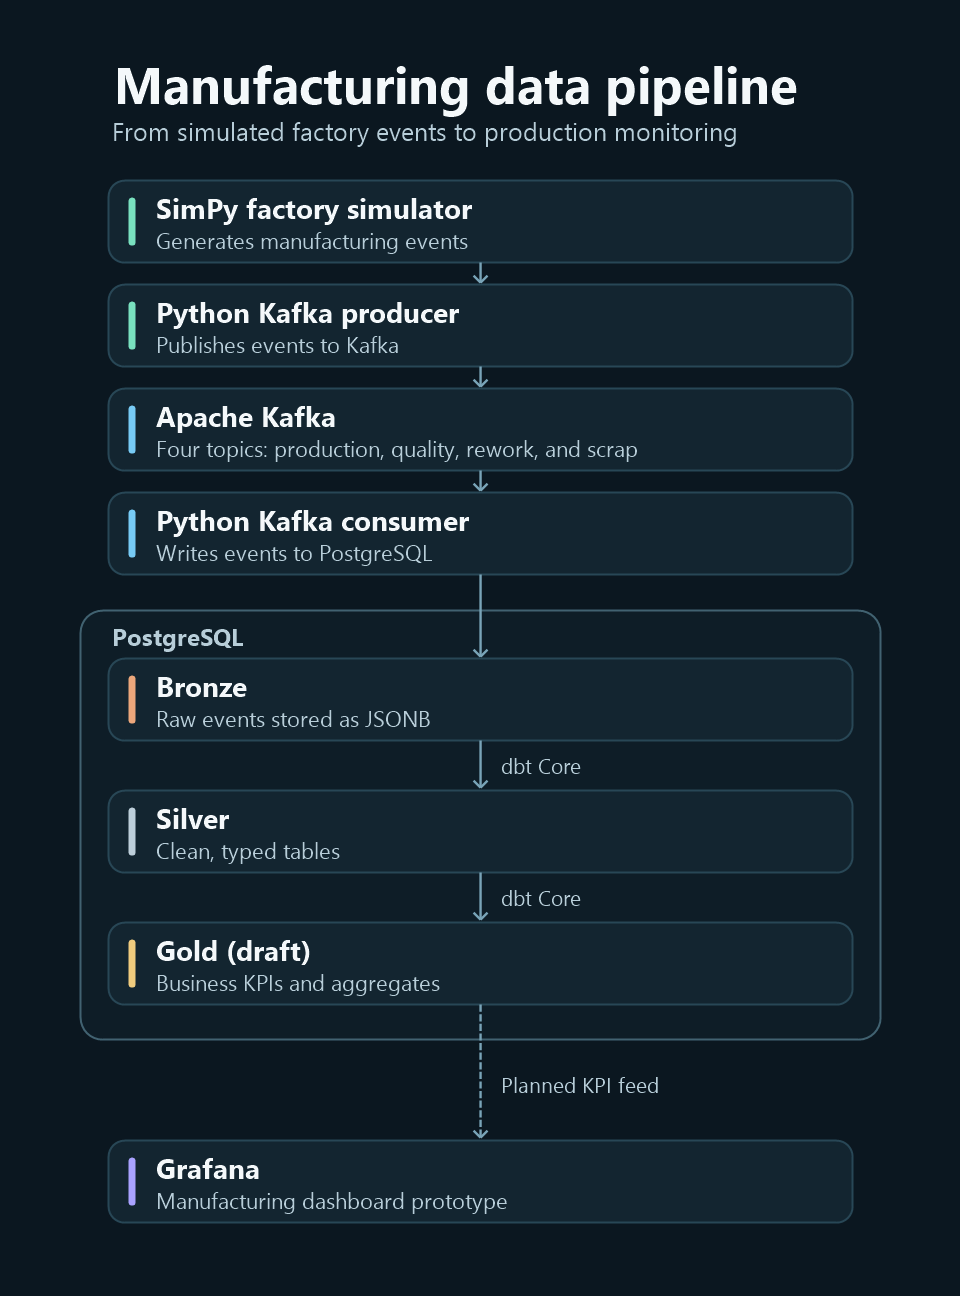 Manufacturing data pipeline
From simulated factory events to production monitoring
SimPy factory simulator
Generates manufacturing events
Python Kafka producer
Publishes events to Kafka
Apache Kafka
Four topics: production, quality, rework, and scrap
Python Kafka consumer
Writes events to PostgreSQL
PostgreSQL
Bronze
Raw events stored as JSONB
dbt Core
Silver
Clean, typed tables
dbt Core
Gold (draft)
Business KPIs and aggregates
Planned KPI feed
Grafana
Manufacturing dashboard prototype